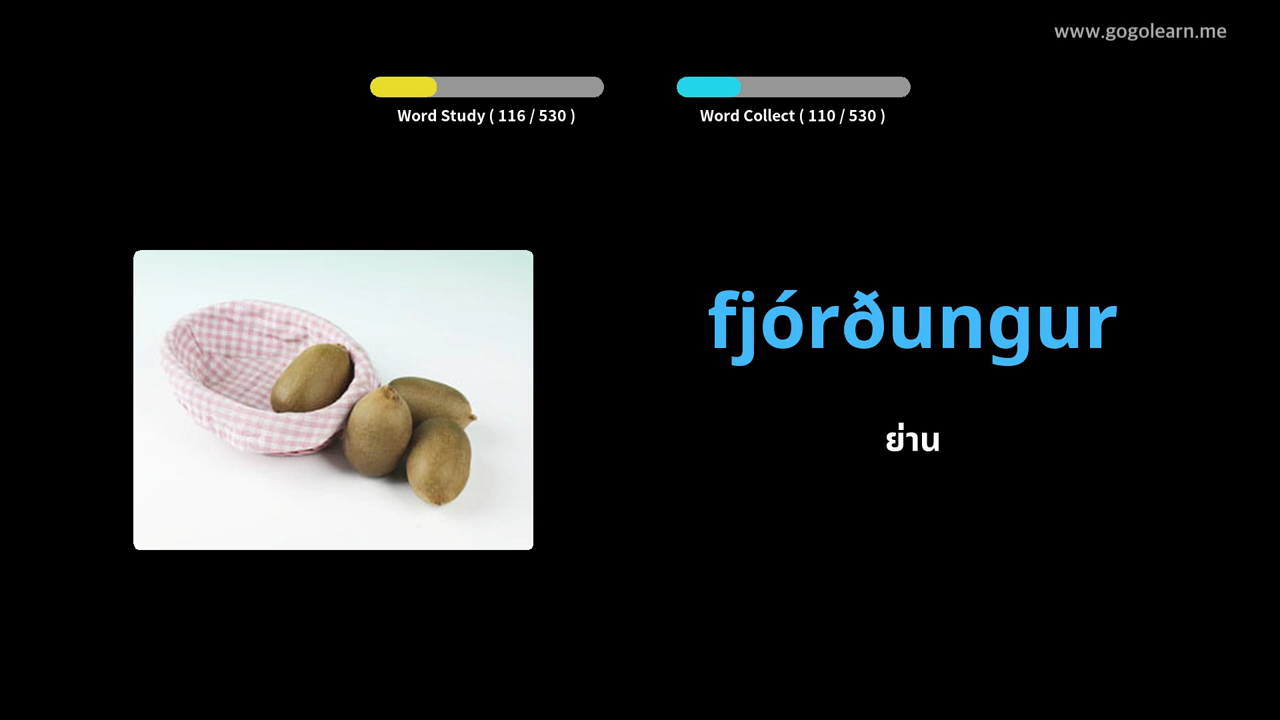 www.gogolearn.me
Word Study ( 116 / 530 )
Word Collect ( 110 / 530 )
fjórðungur
ย่าน